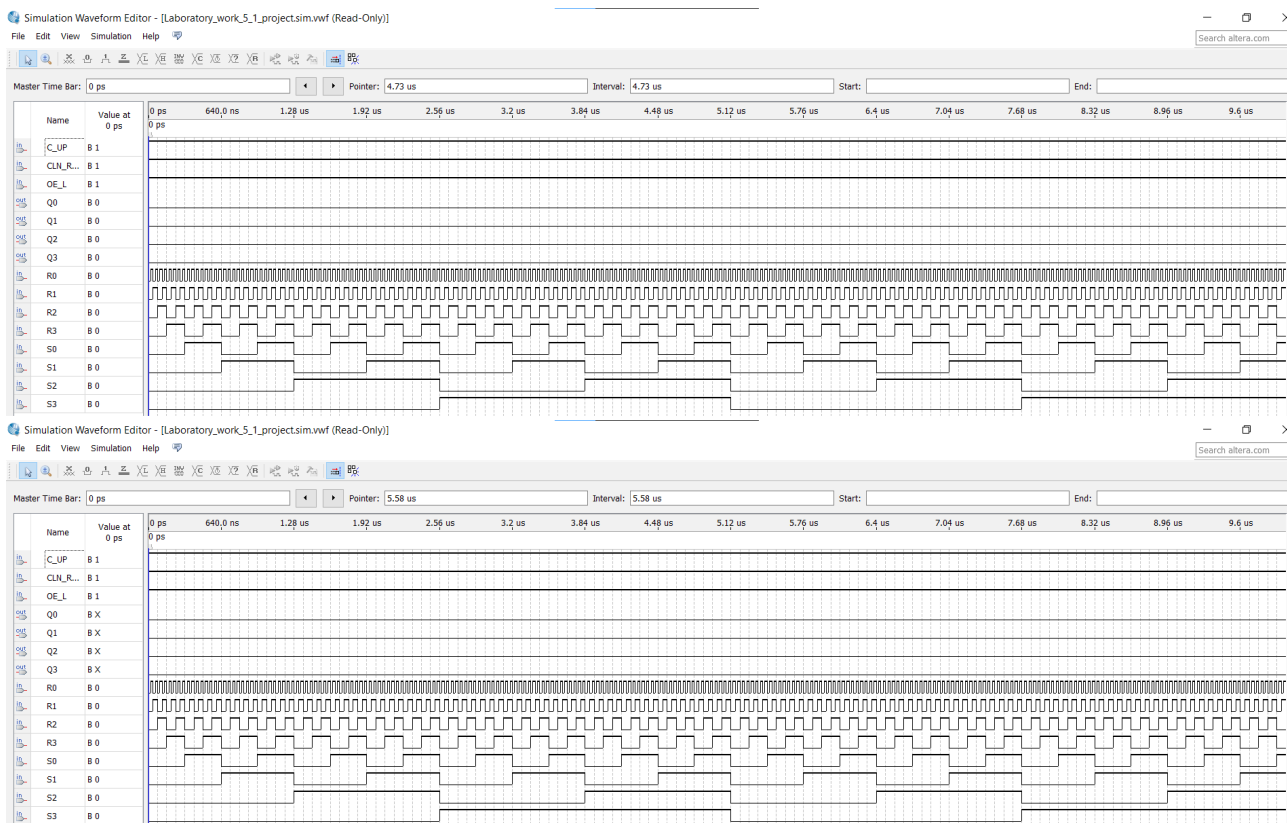 Simulation Waveform Editor - [Laboratory_work_5_1_project.sim.vwf (Read-Only)]
File Edit View Simulation Help
Search altera.com
Master Time Bar: 0 ps Pointer: 4.73 us Interval: 4.73 us Start: End:
Name Value at 0 ps
0 ps 640.0 ns 1.28 us 1.92 us 2.56 us 3.2 us 3.84 us 4.48 us 5.12 us 5.76 us 6.4 us 7.04 us 7.68 us 8.32 us 8.96 us 9.6 us
0 ps
C_UP B 1
CLN_R... B 1
OE_L B 1
Q0 B 0
Q1 B 0
Q2 B 0
Q3 B 0
R0 B 0
R1 B 0
R2 B 0
R3 B 0
S0 B 0
S1 B 0
S2 B 0
S3 B 0
Simulation Waveform Editor - [Laboratory_work_5_1_project.sim.vwf (Read-Only)]
File Edit View Simulation Help
Search altera.com
Master Time Bar: 0 ps Pointer: 5.58 us Interval: 5.58 us Start: End:
Name Value at 0 ps
0 ps 640.0 ns 1.28 us 1.92 us 2.56 us 3.2 us 3.84 us 4.48 us 5.12 us 5.76 us 6.4 us 7.04 us 7.68 us 8.32 us 8.96 us 9.6 us
0 ps
C_UP B 1
CLN_R... B 1
OE_L B 1
Q0 B X
Q1 B X
Q2 B X
Q3 B X
R0 B 0
R1 B 0
R2 B 0
R3 B 0
S0 B 0
S1 B 0
S2 B 0
S3 B 0